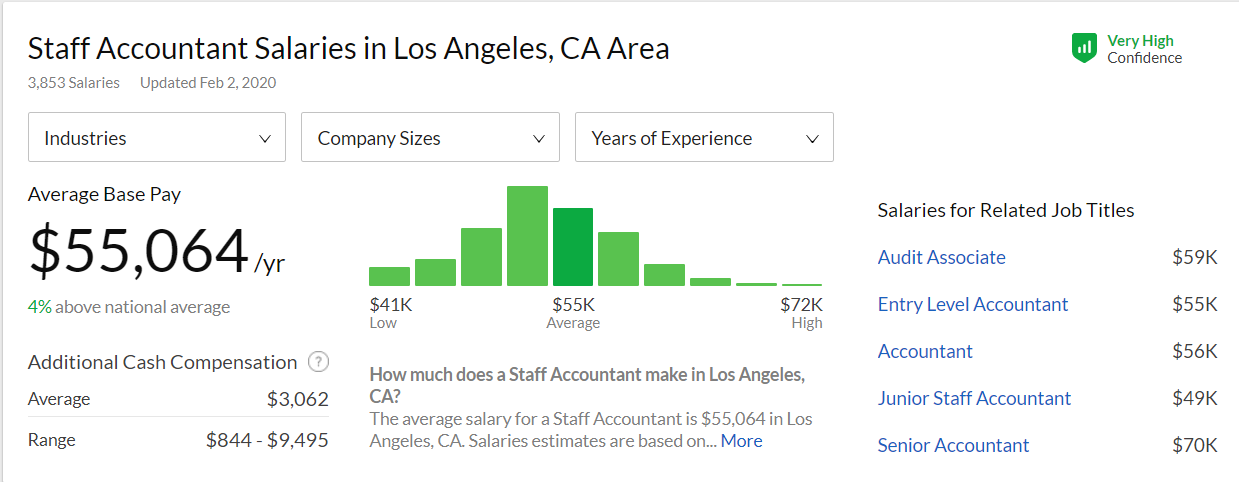 Staff Accountant Salaries in Los Angeles, CA Area
Very High
Confidence
3,853 Salaries Updated Feb 2, 2020
Industries
Company Sizes
Years of Experience
Average Base Pay
$55,064 /yr
4% above national average
Additional Cash Compensation ?
Average $3,062
Range $844 - $9,495
$41K
Low
$55K
Average
$72K
High
How much does a Staff Accountant make in Los Angeles,
CA?
The average salary for a Staff Accountant is $55,064 in Los
Angeles, CA. Salaries estimates are based on... More
Salaries for Related Job Titles
Audit Associate $59K
Entry Level Accountant $55K
Accountant $56K
Junior Staff Accountant $49K
Senior Accountant $70K